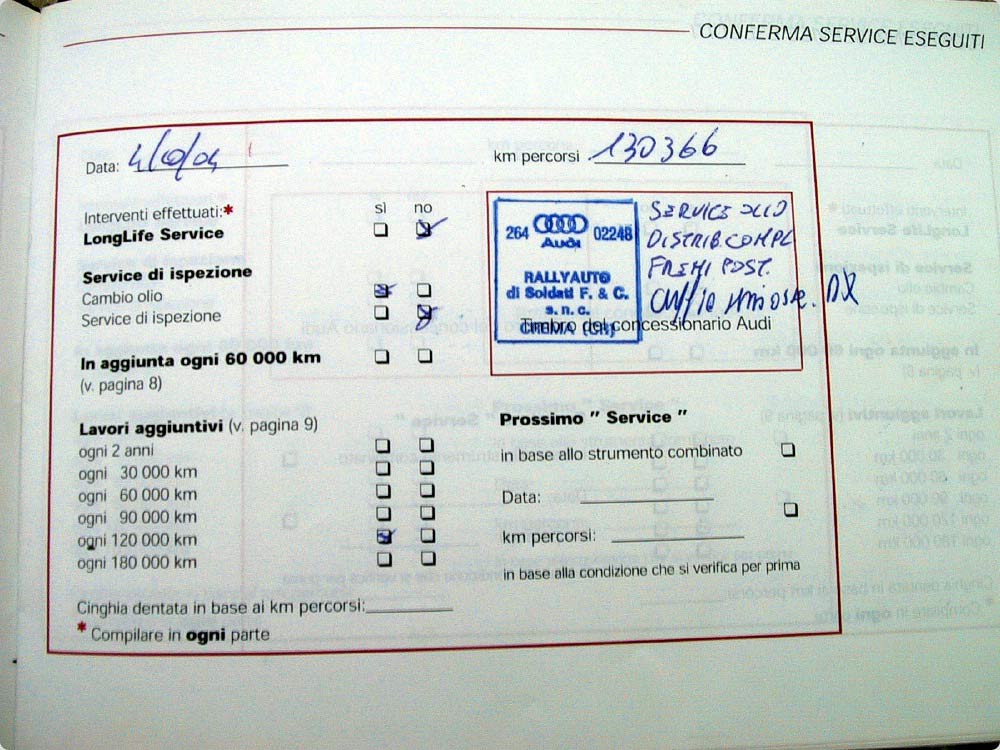 CONFERMA SERVICE ESEGUITI
Data: 4/10/04
km percorsi 130366
Interventi effettuati:*
sì no
LongLife Service
Service di ispezione
Cambio olio
Service di ispezione
In aggiunta ogni 60 000 km
(v. pagina 8)
264 Audi 02248
RALLYAUTO
di Soldati F. & C.
s.n.c.
CREMA (CR)
SERVICE OLIO
DISTRIB. COMPL
FRENI POST.
CUFFIA DX
Timbro del concessionario Audi
Lavori aggiuntivi (v. pagina 9)
ogni 2 anni
ogni 30 000 km
ogni 60 000 km
ogni 90 000 km
ogni 120 000 km
ogni 180 000 km
Cinghia dentata in base ai km percorsi:
* Compilare in ogni parte
Prossimo " Service "
in base allo strumento combinato
Data:
km percorsi:
in base alla condizione che si verifica per prima